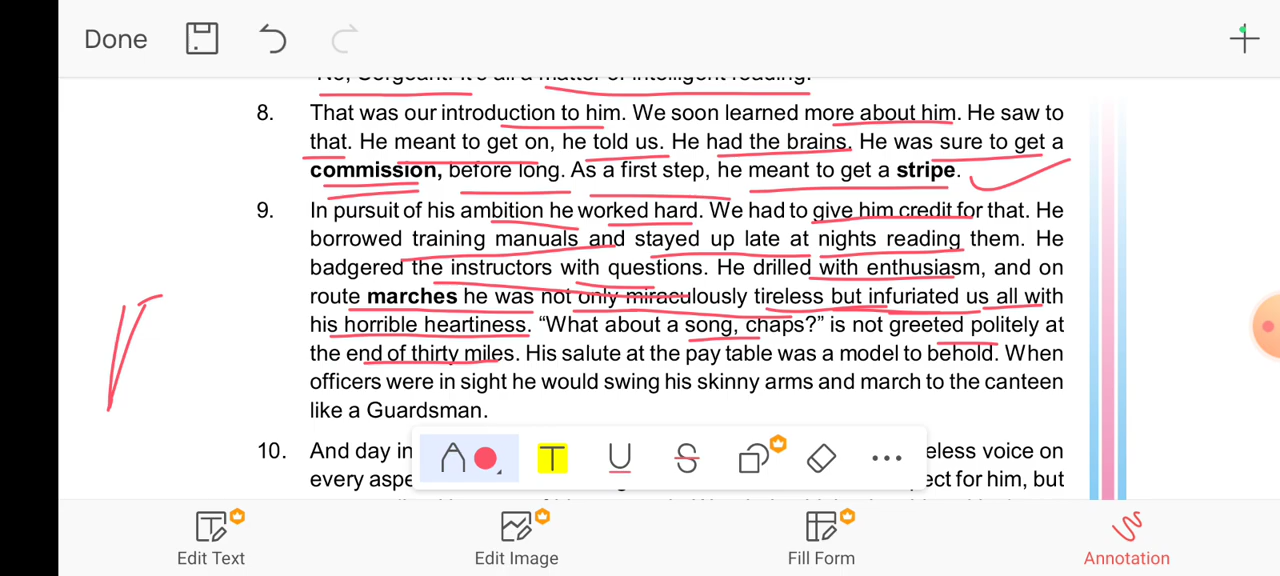 Done
"No, Sergeant. It's all a matter of intelligent reading.
8. That was our introduction to him. We soon learned more about him. He saw to
that. He meant to get on, he told us. He had the brains. He was sure to get a
commission, before long. As a first step, he meant to get a stripe.
9. In pursuit of his ambition he worked hard. We had to give him credit for that. He
borrowed training manuals and stayed up late at nights reading them. He
badgered the instructors with questions. He drilled with enthusiasm, and on
route marches he was not only miraculously tireless but infuriated us all with
his horrible heartiness. “What about a song, chaps?” is not greeted politely at
the end of thirty miles. His salute at the pay table was a model to behold. When
officers were in sight he would swing his skinny arms and march to the canteen
like a Guardsman.
10. And day in eless voice on
every aspe ect for him, but
T U S
Edit Text Edit Image Fill Form Annotation